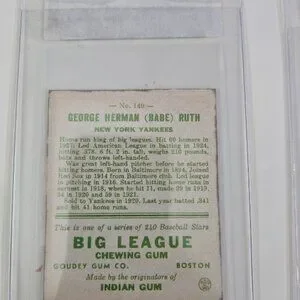 — No. 149 —
GEORGE HERMAN (BABE) RUTH
NEW YORK YANKEES
Home run king of big leagues. Hit 60 homers in
1927. Led American League in batting in 1924,
hitting .378. 6 ft. 2 in. tall, weighs 210 pounds,
bats and throws left-handed.
Was great left-hand pitcher before he started
hitting homers. Born in Baltimore in 1894. Joined
Red Sox in 1914 from Baltimore club. Led league
in pitching in 1916. Started hitting home runs in
earnest in 1918, when he hit 11, made 29 in 1919
54 in 1920 and 59 in 1921.
Sold to Yankees in 1920. Last year batted .341
and hit 41 home runs.
This is one of a series of 240 Baseball Stars
BIG LEAGUE
CHEWING GUM
GOUDEY GUM CO. BOSTON
Made by the originators of
INDIAN GUM